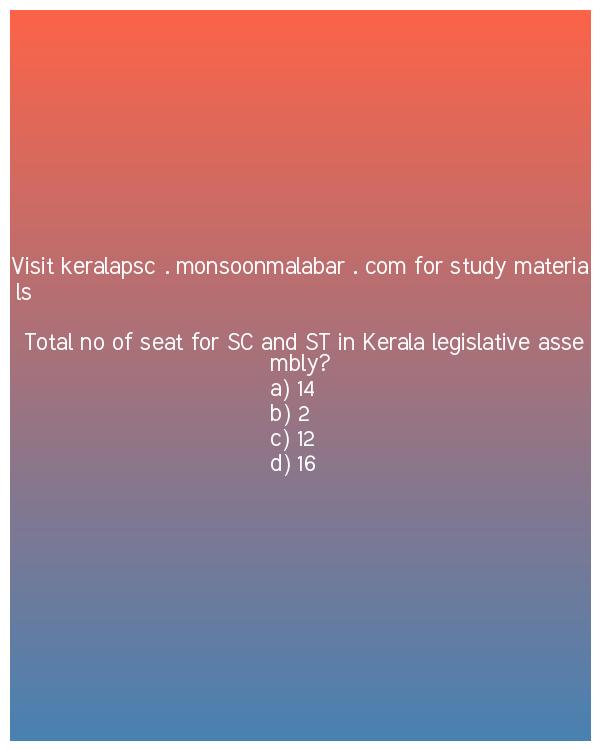 Visit keralapsc . monsoonmalabar . com for study materia
ls
Total no of seat for SC and ST in Kerala legislative asse
mbly?
a) 14
b) 2
c) 12
d) 16